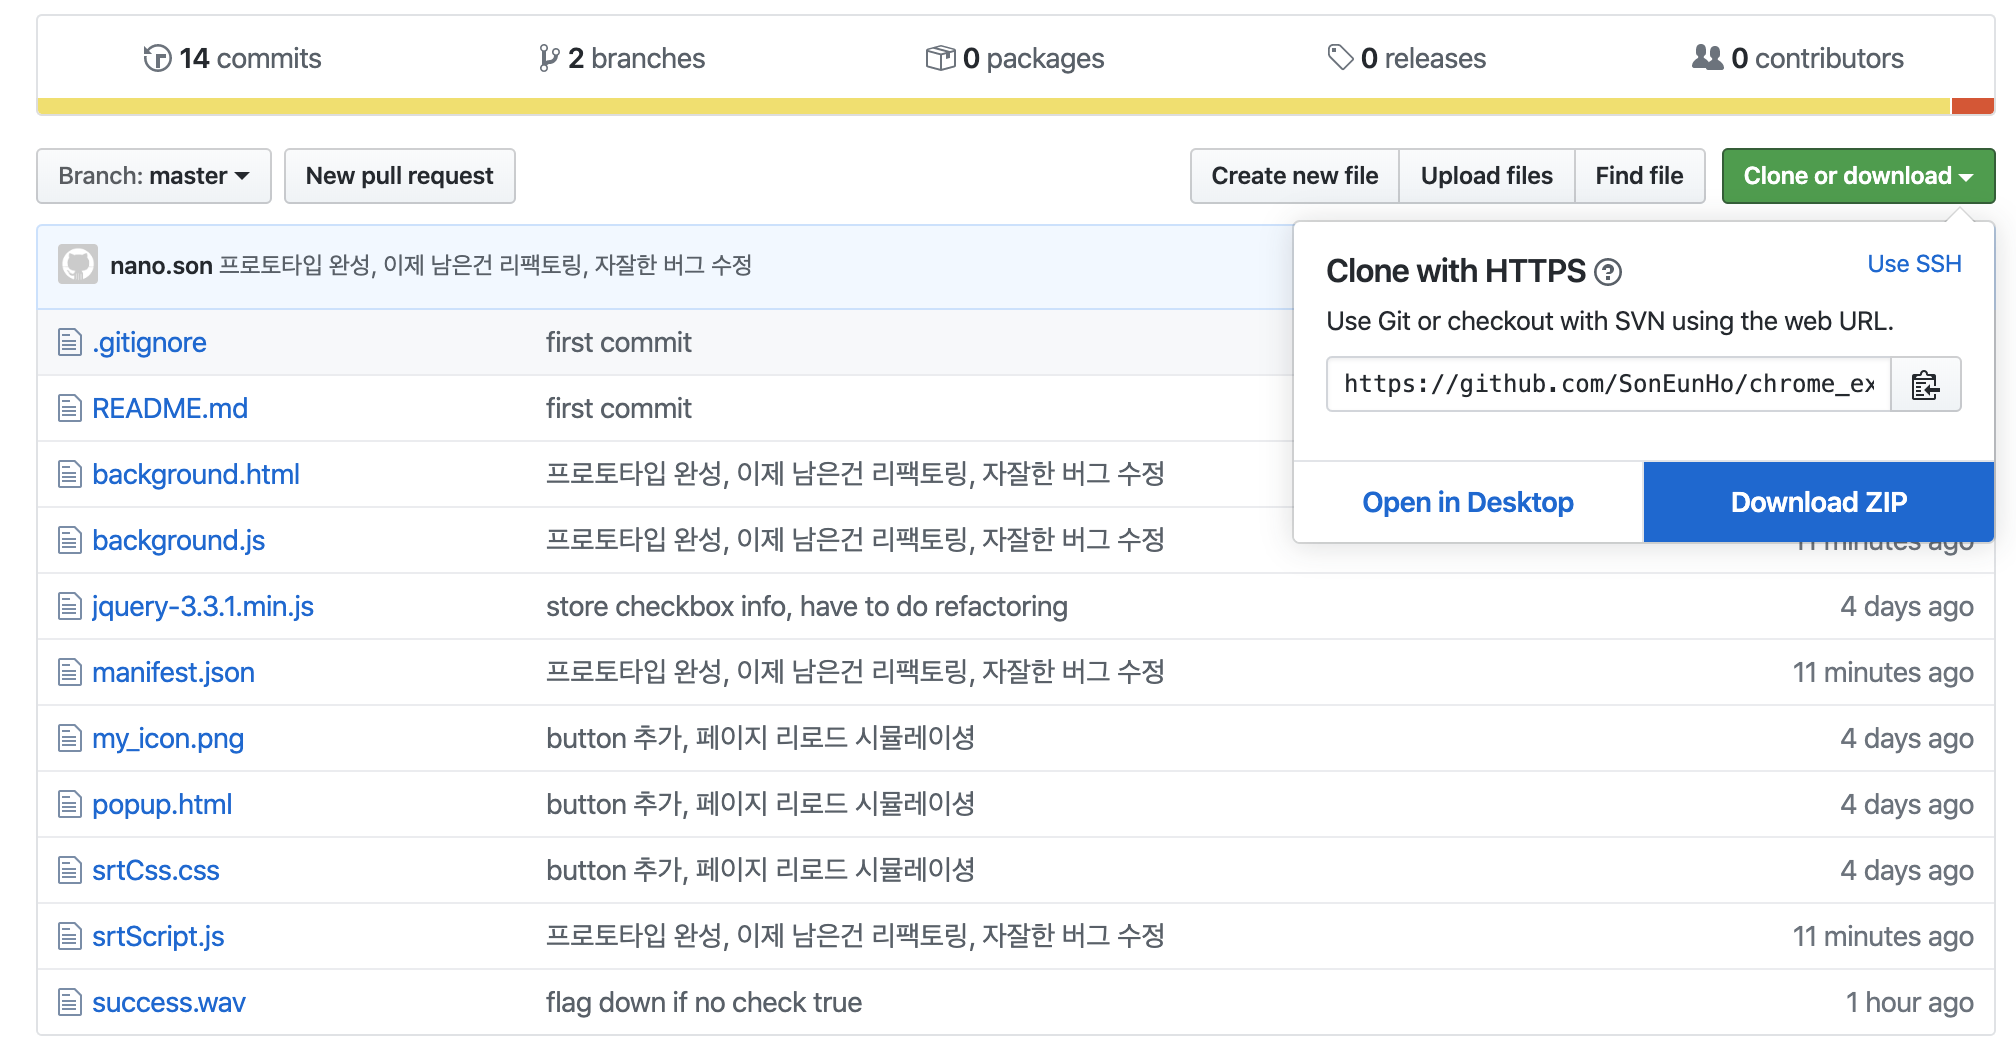 14 commits 2 branches 0 packages 0 releases 0 contributors
Branch: master New pull request Create new file Upload files Find file Clone or download
nano.son 프로토타입 완성, 이제 남은건 리팩토링, 자잘한 버그 수정
Clone with HTTPS ?
Use SSH
Use Git or checkout with SVN using the web URL.
https://github.com/SonEunHo/chrome_ex
Open in Desktop Download ZIP
.gitignore first commit
README.md first commit
background.html 프로토타입 완성, 이제 남은건 리팩토링, 자잘한 버그 수정
background.js 프로토타입 완성, 이제 남은건 리팩토링, 자잘한 버그 수정 11 minutes ago
jquery-3.3.1.min.js store checkbox info, have to do refactoring 4 days ago
manifest.json 프로토타입 완성, 이제 남은건 리팩토링, 자잘한 버그 수정 11 minutes ago
my_icon.png button 추가, 페이지 리로드 시뮬레이셩 4 days ago
popup.html button 추가, 페이지 리로드 시뮬레이셩 4 days ago
srtCss.css button 추가, 페이지 리로드 시뮬레이셩 4 days ago
srtScript.js 프로토타입 완성, 이제 남은건 리팩토링, 자잘한 버그 수정 11 minutes ago
success.wav flag down if no check true 1 hour ago